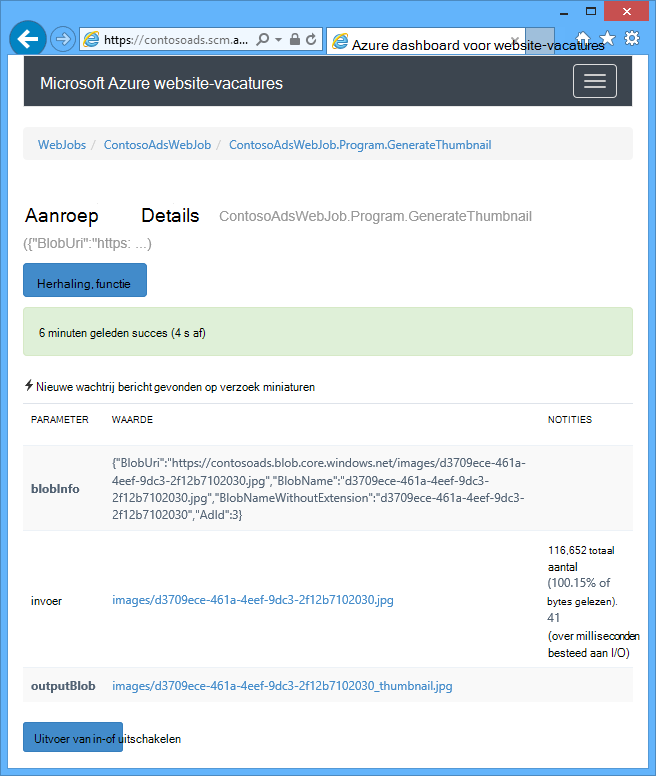 https://contosoads.scm.a...
Azure dashboard voor website-vacatures
Microsoft Azure website-vacatures
WebJobs / ContosoAdsWebJob / ContosoAdsWebJob.Program.GenerateThumbnail
Aanroep Details ContosoAdsWebJob.Program.GenerateThumbnail
({"BlobUri":"https: ...)
Herhaling, functie
6 minuten geleden succes (4 s af)
Nieuwe wachtrij bericht gevonden op verzoek miniaturen
PARAMETER WAARDE NOTITIES
blobInfo
{"BlobUri":"https://contosoads.blob.core.windows.net/images/d3709ece-461a-
4eef-9dc3-2f12b7102030.jpg","BlobName":"d3709ece-461a-4eef-9dc3-
2f12b7102030.jpg","BlobNameWithoutExtension":"d3709ece-461a-4eef-9dc3-
2f12b7102030","AdId":3}
invoer
images/d3709ece-461a-4eef-9dc3-2f12b7102030.jpg
116,652 totaal
aantal
(100.15% of
bytes gelezen).
41
(over milliseconden
besteed aan I/O)
outputBlob images/d3709ece-461a-4eef-9dc3-2f12b7102030_thumbnail.jpg
Uitvoer van in-of uitschakelen